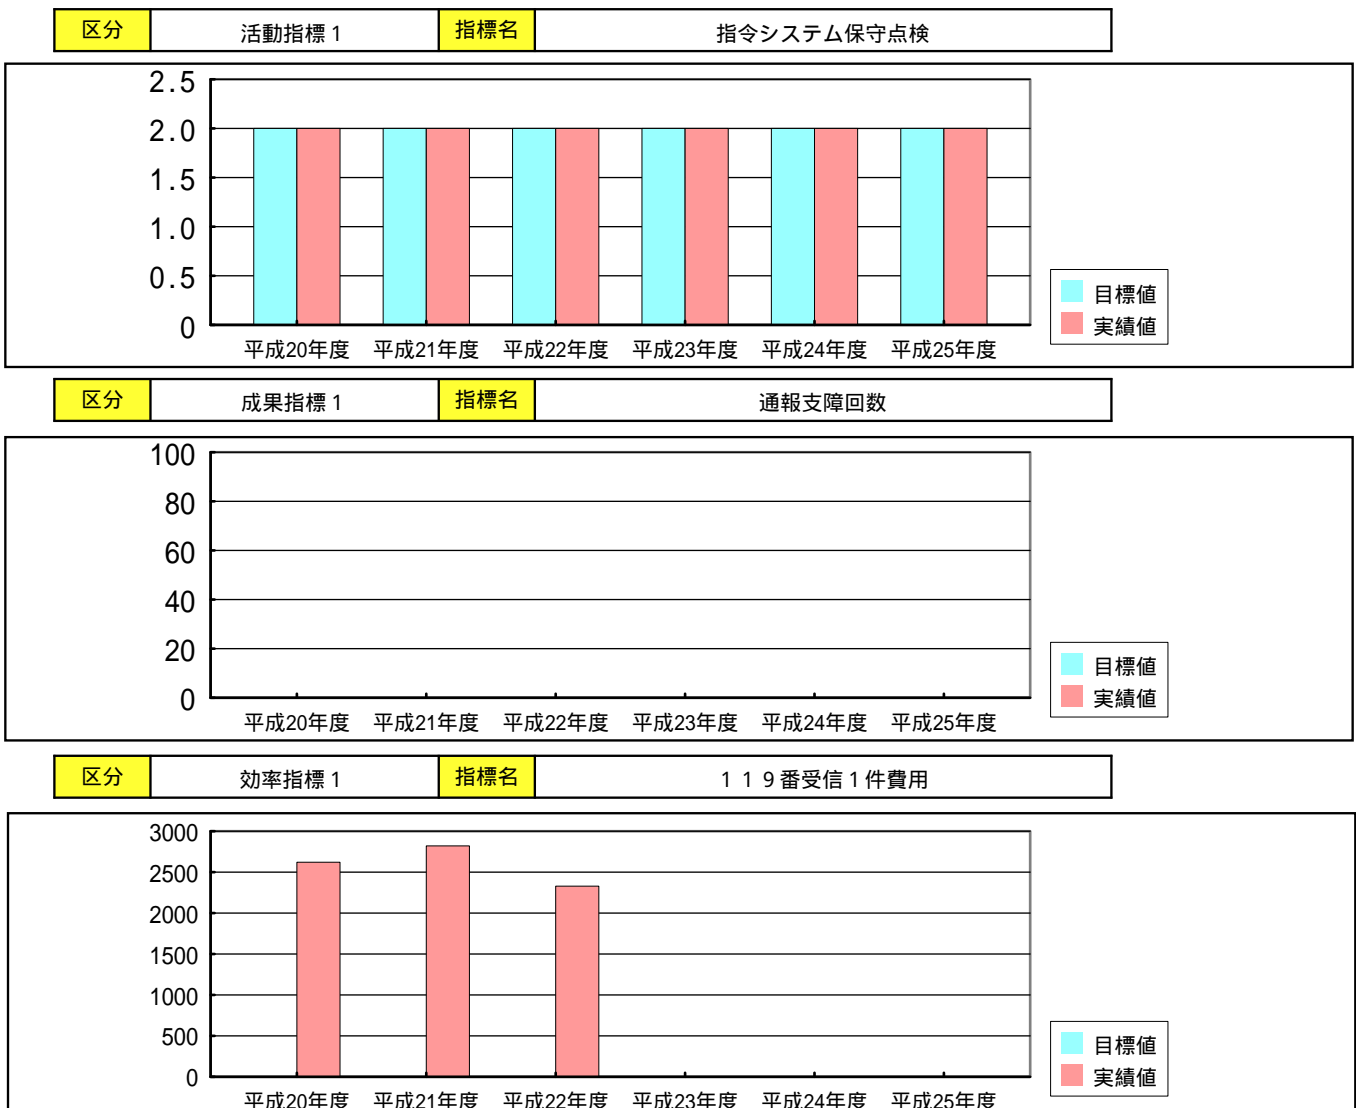 区分 活動指標１ 指標名 指令システム保守点検
2.5
2.0
1.5
1.0
0.5
0
平成20年度 平成21年度 平成22年度 平成23年度 平成24年度 平成25年度
目標値
実績値
区分 成果指標１ 指標名 通報支障回数
100
80
60
40
20
0
平成20年度 平成21年度 平成22年度 平成23年度 平成24年度 平成25年度
目標値
実績値
区分 効率指標１ 指標名 １１９番受信１件費用
3000
2500
2000
1500
1000
500
0
平成20年度 平成21年度 平成22年度 平成23年度 平成24年度 平成25年度
目標値
実績値